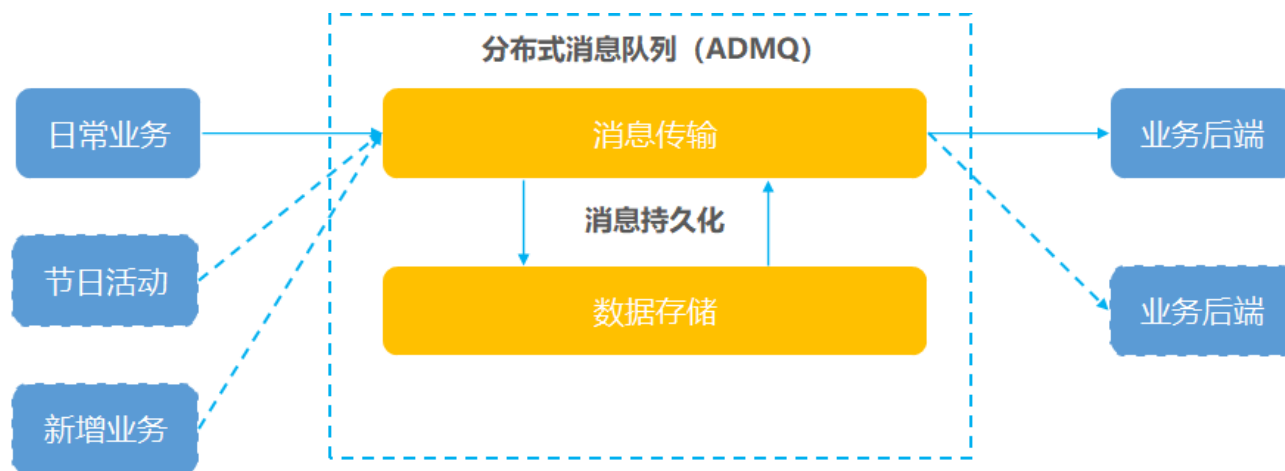 分布式消息队列（ADMQ）
日常业务
消息传输
业务后端
消息持久化
节日活动
数据存储
业务后端
新增业务